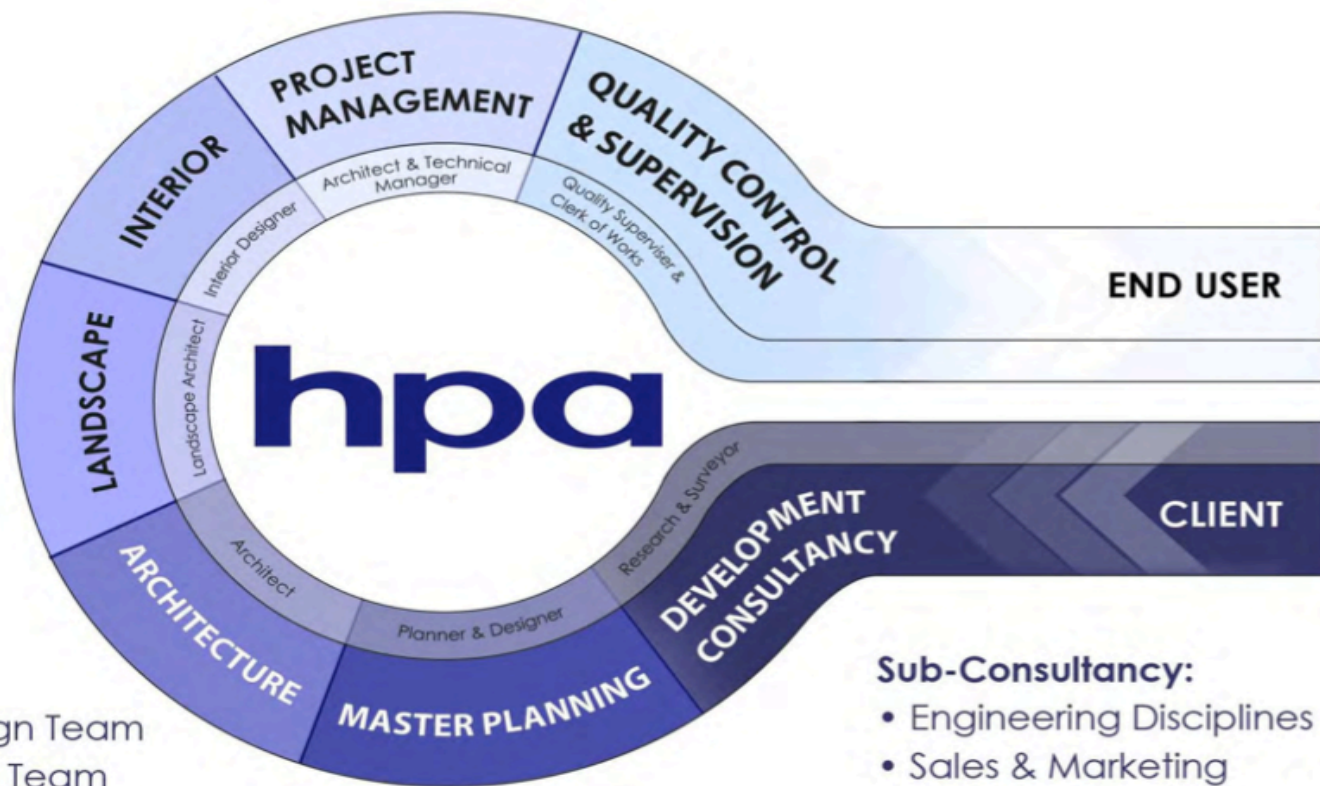 PROJECT
MANAGEMENT
Architect & Technical
Manager
QUALITY CONTROL
& SUPERVISION
Quality Superviser &
Clerk of Works
END USER
INTERIOR
Interior Designer
LANDSCAPE
Landscape Architect
hpa
ARCHITECTURE
Architect
MASTER PLANNING
Planner & Designer
DEVELOPMENT
CONSULTANCY
Research & Surveyor
CLIENT
Team
Team
Sub-Consultancy:
• Engineering Disciplines
• Sales & Marketing